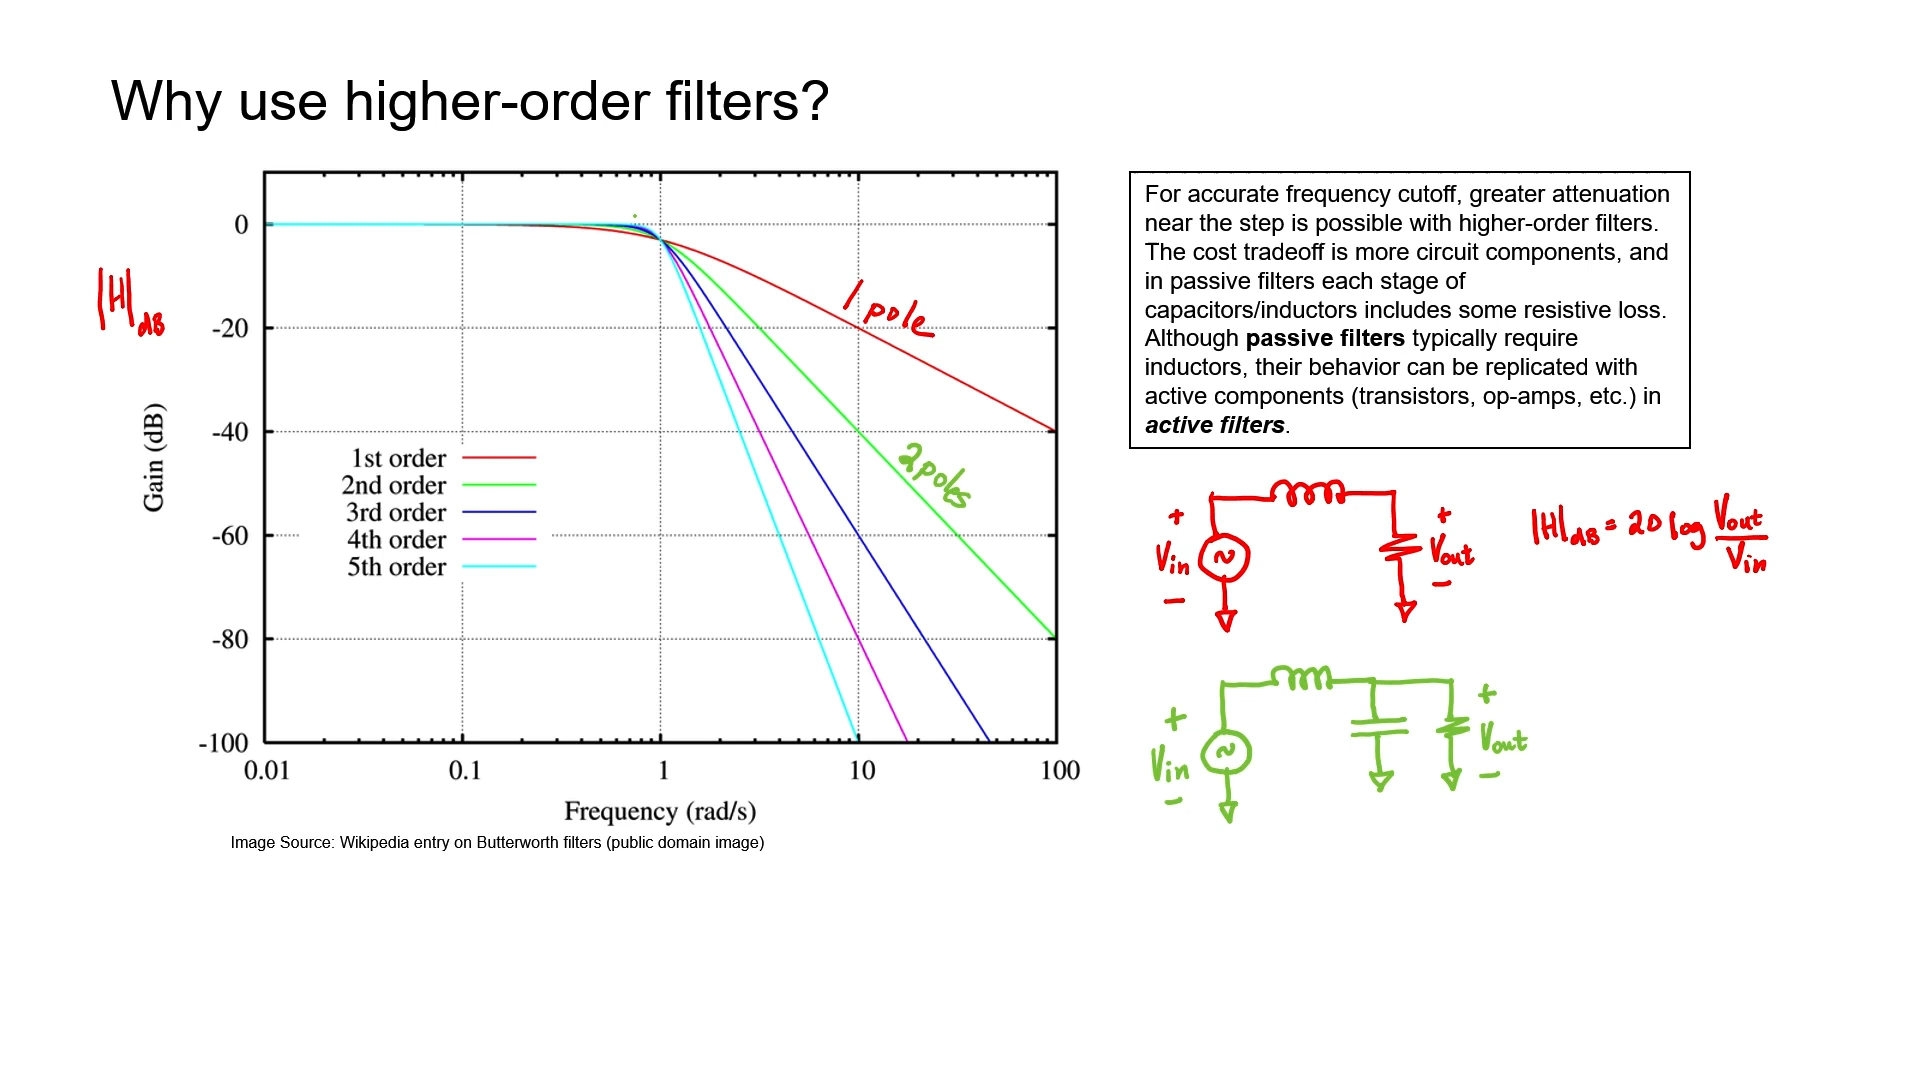 Why use higher-order filters?
|H|dB
Gain (dB)
0
-20
-40
-60
-80
-100
1 pole
2 poles
1st order
2nd order
3rd order
4th order
5th order
0.01 0.1 1 10 100
Frequency (rad/s)
Image Source: Wikipedia entry on Butterworth filters (public domain image)
For accurate frequency cutoff, greater attenuation
near the step is possible with higher-order filters.
The cost tradeoff is more circuit components, and
in passive filters each stage of
capacitors/inductors includes some resistive loss.
Although passive filters typically require
inductors, their behavior can be replicated with
active components (transistors, op-amps, etc.) in
active filters.
+ Vin −
+ Vout −
|H|dB = 20 log Vout/Vin
+ Vin −
+ Vout −